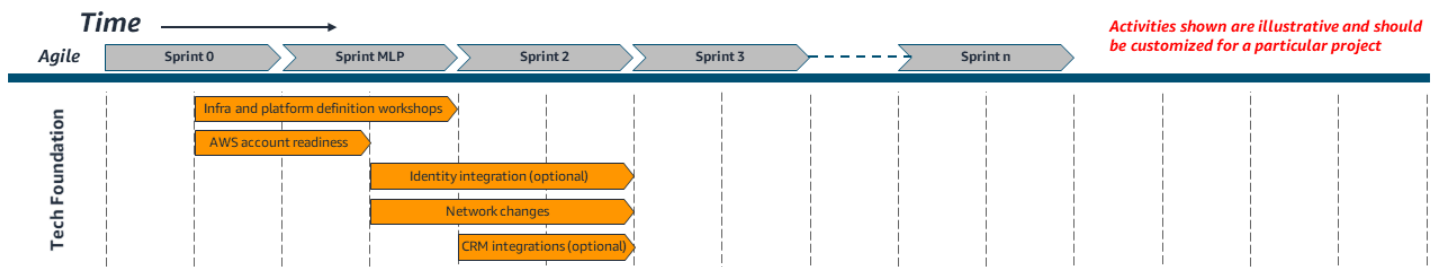 Time
Activities shown are illustrative and should
be customized for a particular project
Agile
Sprint 0
Sprint MLP
Sprint 2
Sprint 3
Sprint n
Tech Foundation
Infra and platform definition workshops
AWS account readiness
Identity integration (optional)
Network changes
CRM integrations (optional)